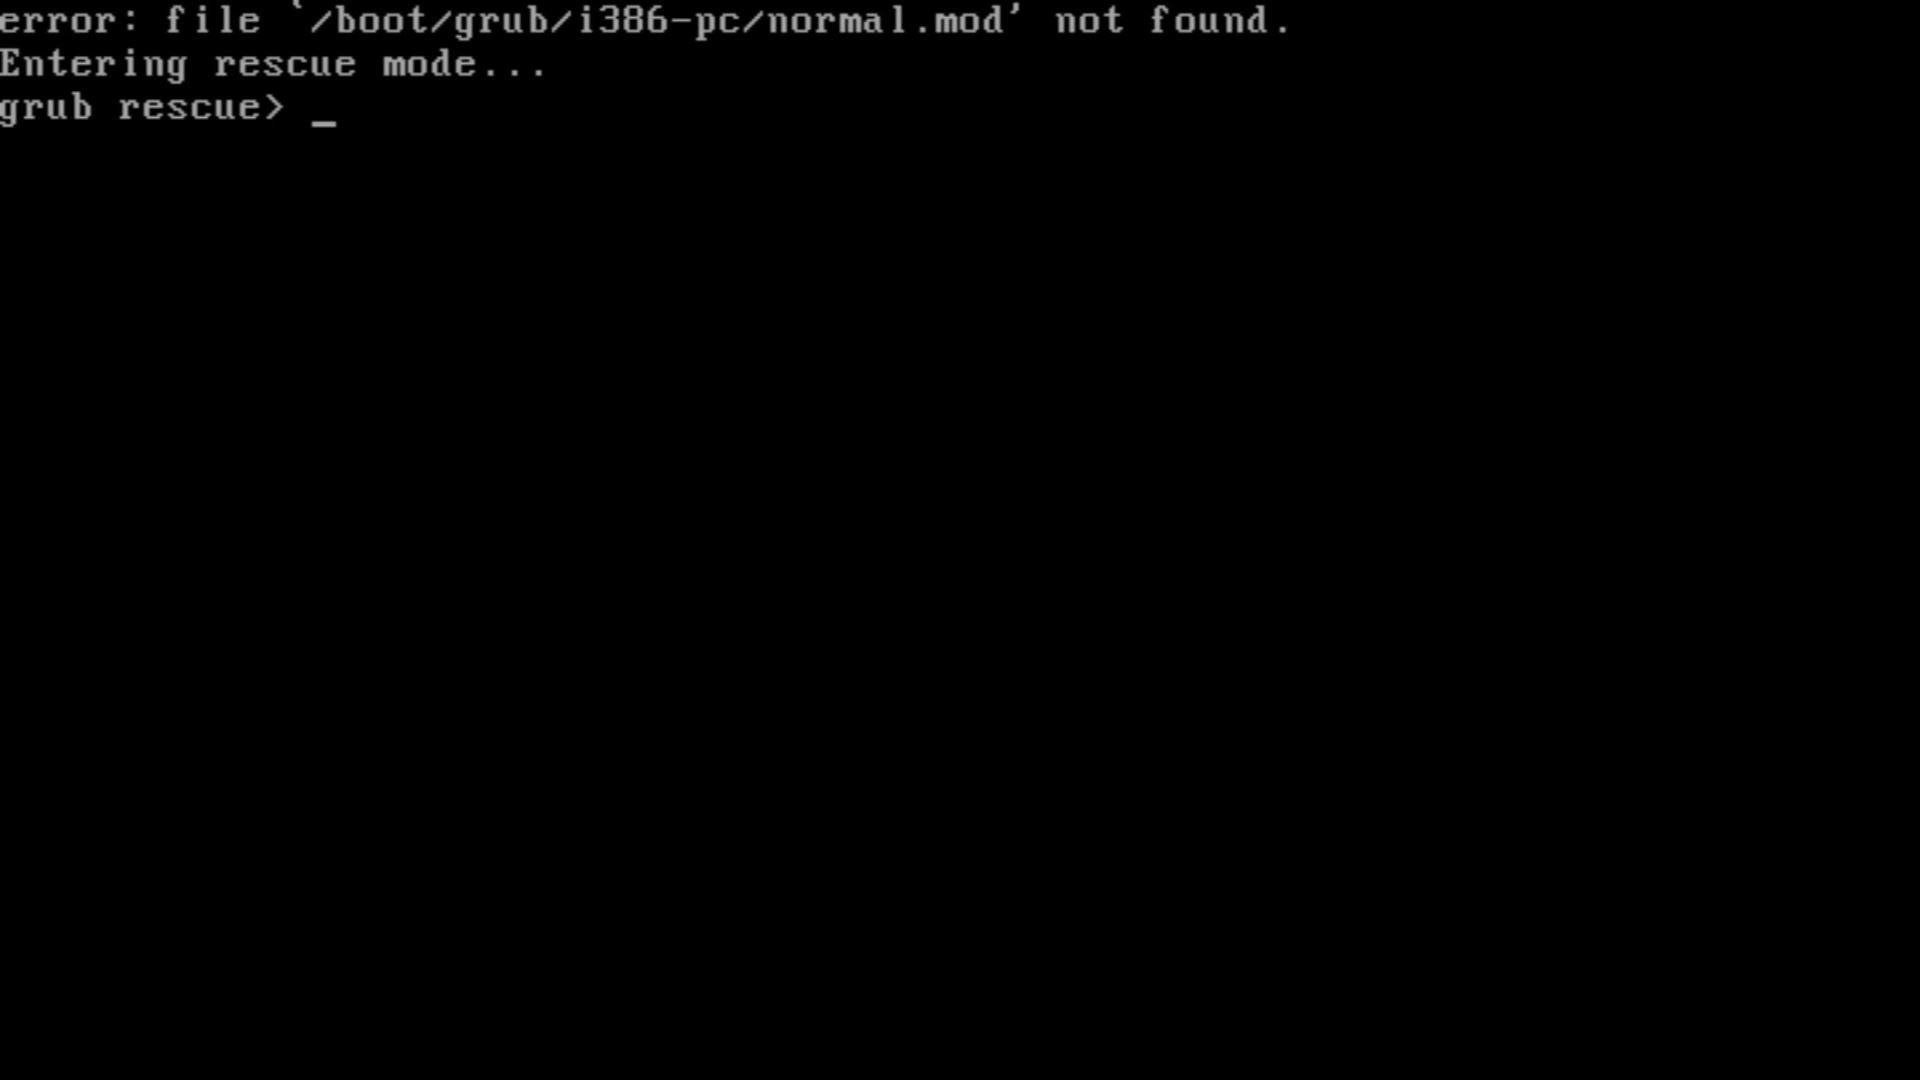 error: file `/boot/grub/i386-pc/normal.mod' not found.
Entering rescue mode...
grub rescue> _